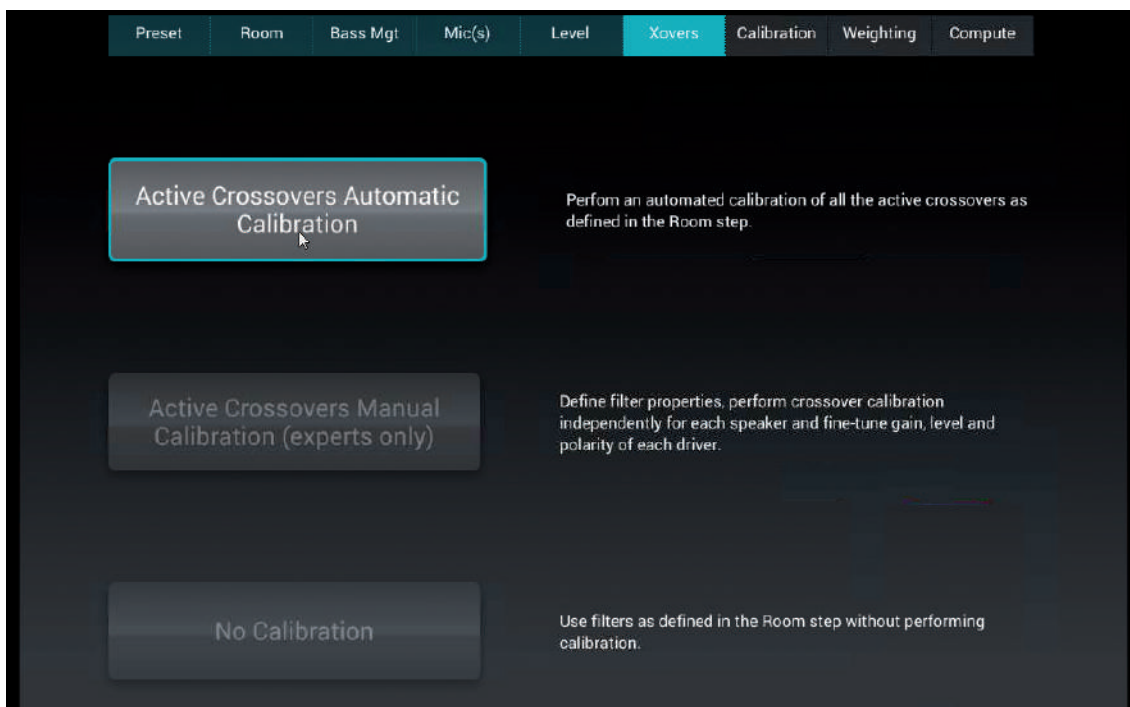 Preset Room Bass Mgt Mic(s) Level Xovers Calibration Weighting Compute
Active Crossovers Automatic
Calibration
Perfom an automated calibration of all the active crossovers as
defined in the Room step.
Active Crossovers Manual
Calibration (experts only)
Define filter properties, perform crossover calibration
independently for each speaker and fine-tune gain, level and
polarity of each driver.
No Calibration
Use filters as defined in the Room step without performing
calibration.